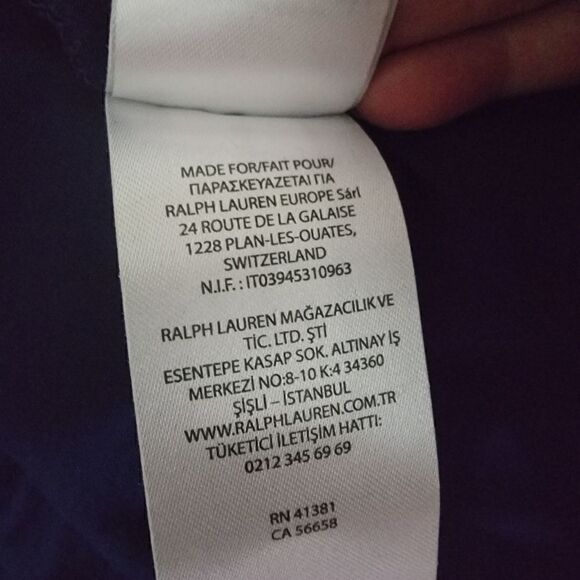 MADE FOR/FAIT POUR/
ΠΑΡΑΣΚΕΥΑΖΕΤΑΙ ΓΙΑ
RALPH LAUREN EUROPE Sárl
24 ROUTE DE LA GALAISE
1228 PLAN-LES-OUATES,
SWITZERLAND
N.I.F. : IT03945310963
RALPH LAUREN MAĞAZACILIK VE
TİC. LTD. ŞTİ
ESENTEPE KASAP SOK. ALTINAY İŞ
MERKEZİ NO:8-10 K:4 34360
ŞİŞLİ – İSTANBUL
WWW.RALPHLAUREN.COM.TR
TÜKETİCİ İLETİŞİM HATTI:
0212 345 69 69
RN 41381
CA 56658